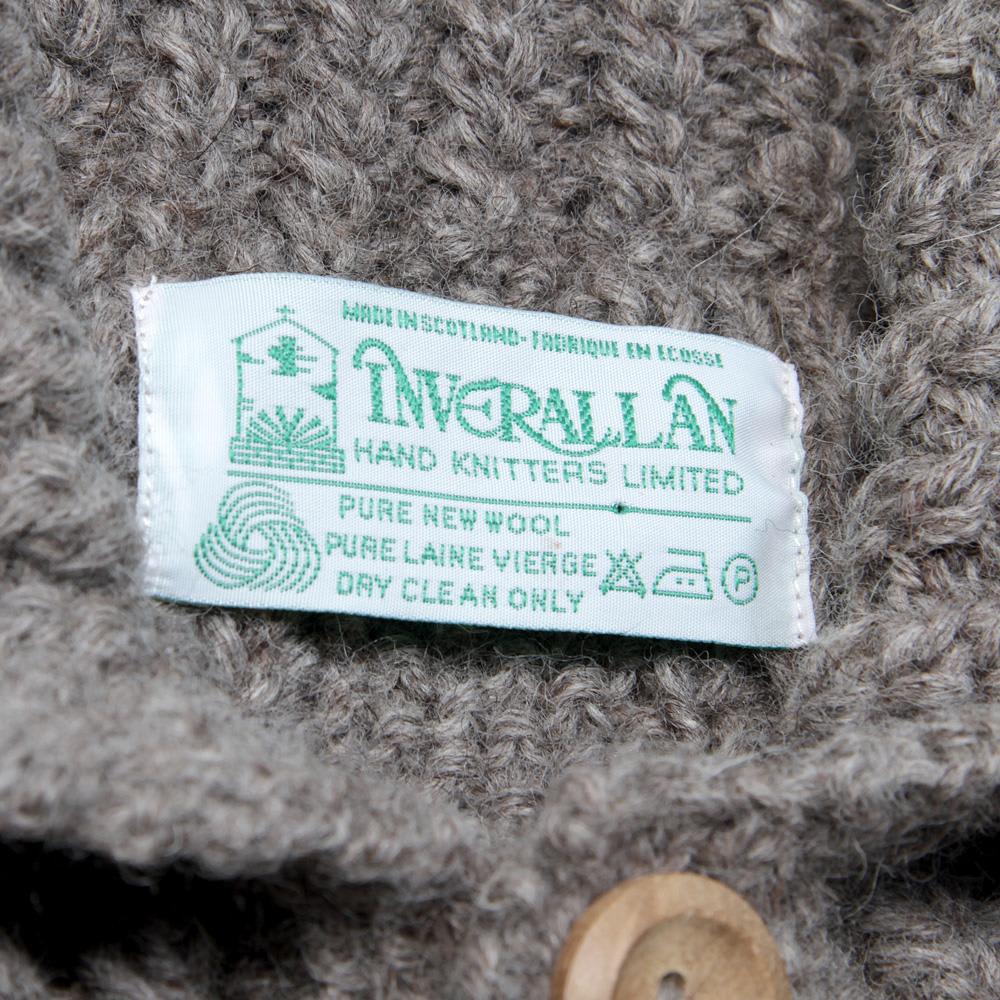 MADE IN SCOTLAND - FABRIQUE EN ECOSSE
INVERALLAN
HAND KNITTERS LIMITED
PURE NEW WOOL
PURE LAINE VIERGE
DRY CLEAN ONLY
P